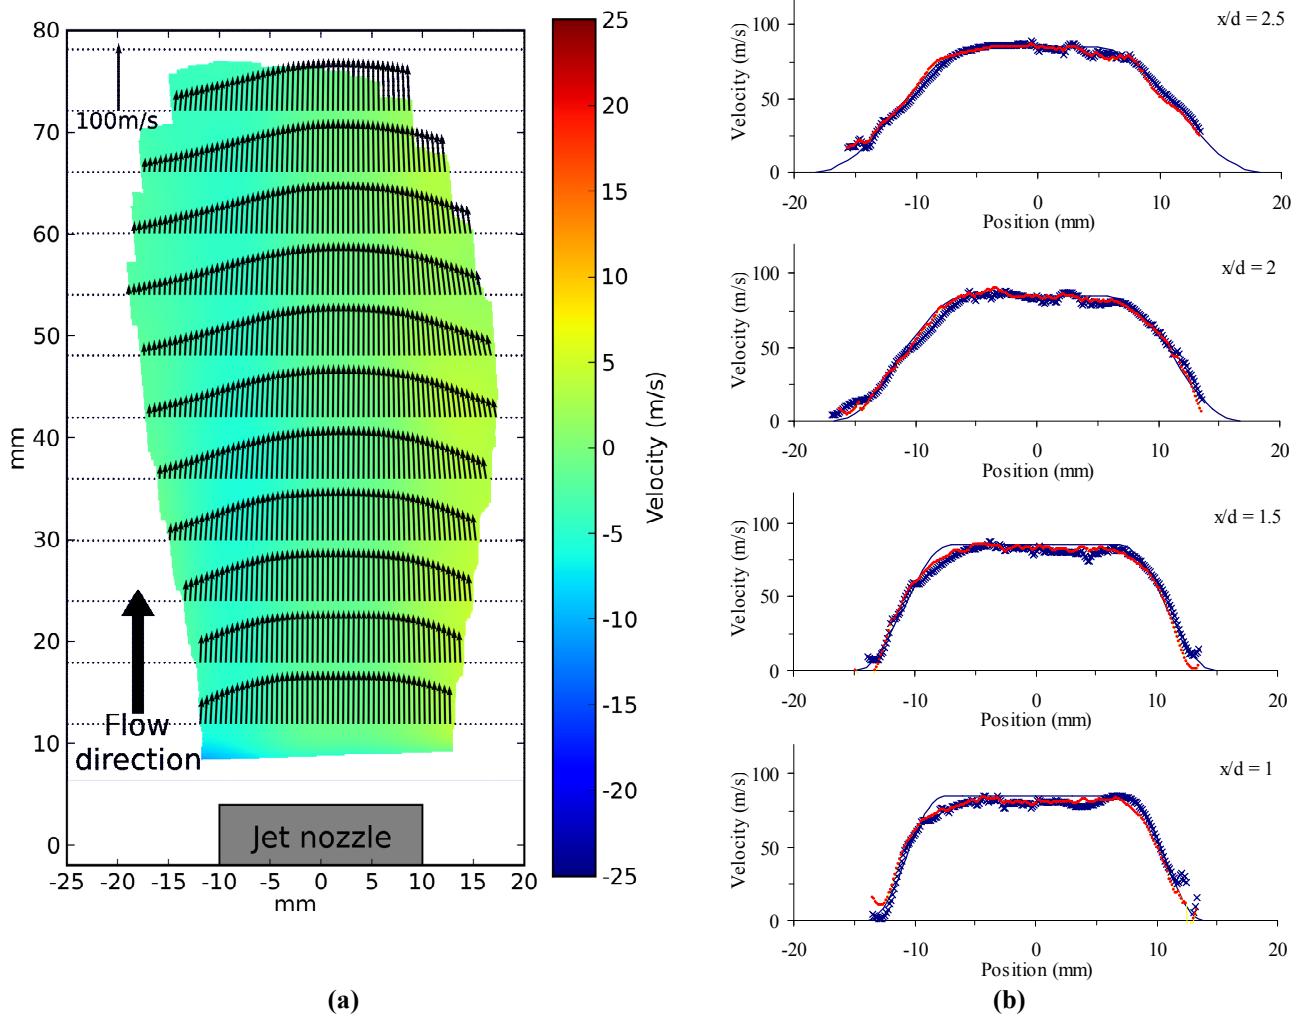 80
70
60
50
40
30
20
10
0
mm
100m/s
Flow
direction
Jet nozzle
-25 -20 -15 -10 -5 0 5 10 15 20
mm
25
20
15
10
5
0
-5
-10
-15
-20
-25
Velocity (m/s)
(a)
x/d = 2.5
100
50
0
Velocity (m/s)
-20 -10 0 10 20
Position (mm)
x/d = 2
100
50
0
Velocity (m/s)
-20 -10 0 10 20
Position (mm)
x/d = 1.5
100
50
0
Velocity (m/s)
-20 -10 0 10 20
Position (mm)
x/d = 1
100
50
0
Velocity (m/s)
-20 -10 0 10 20
Position (mm)
(b)